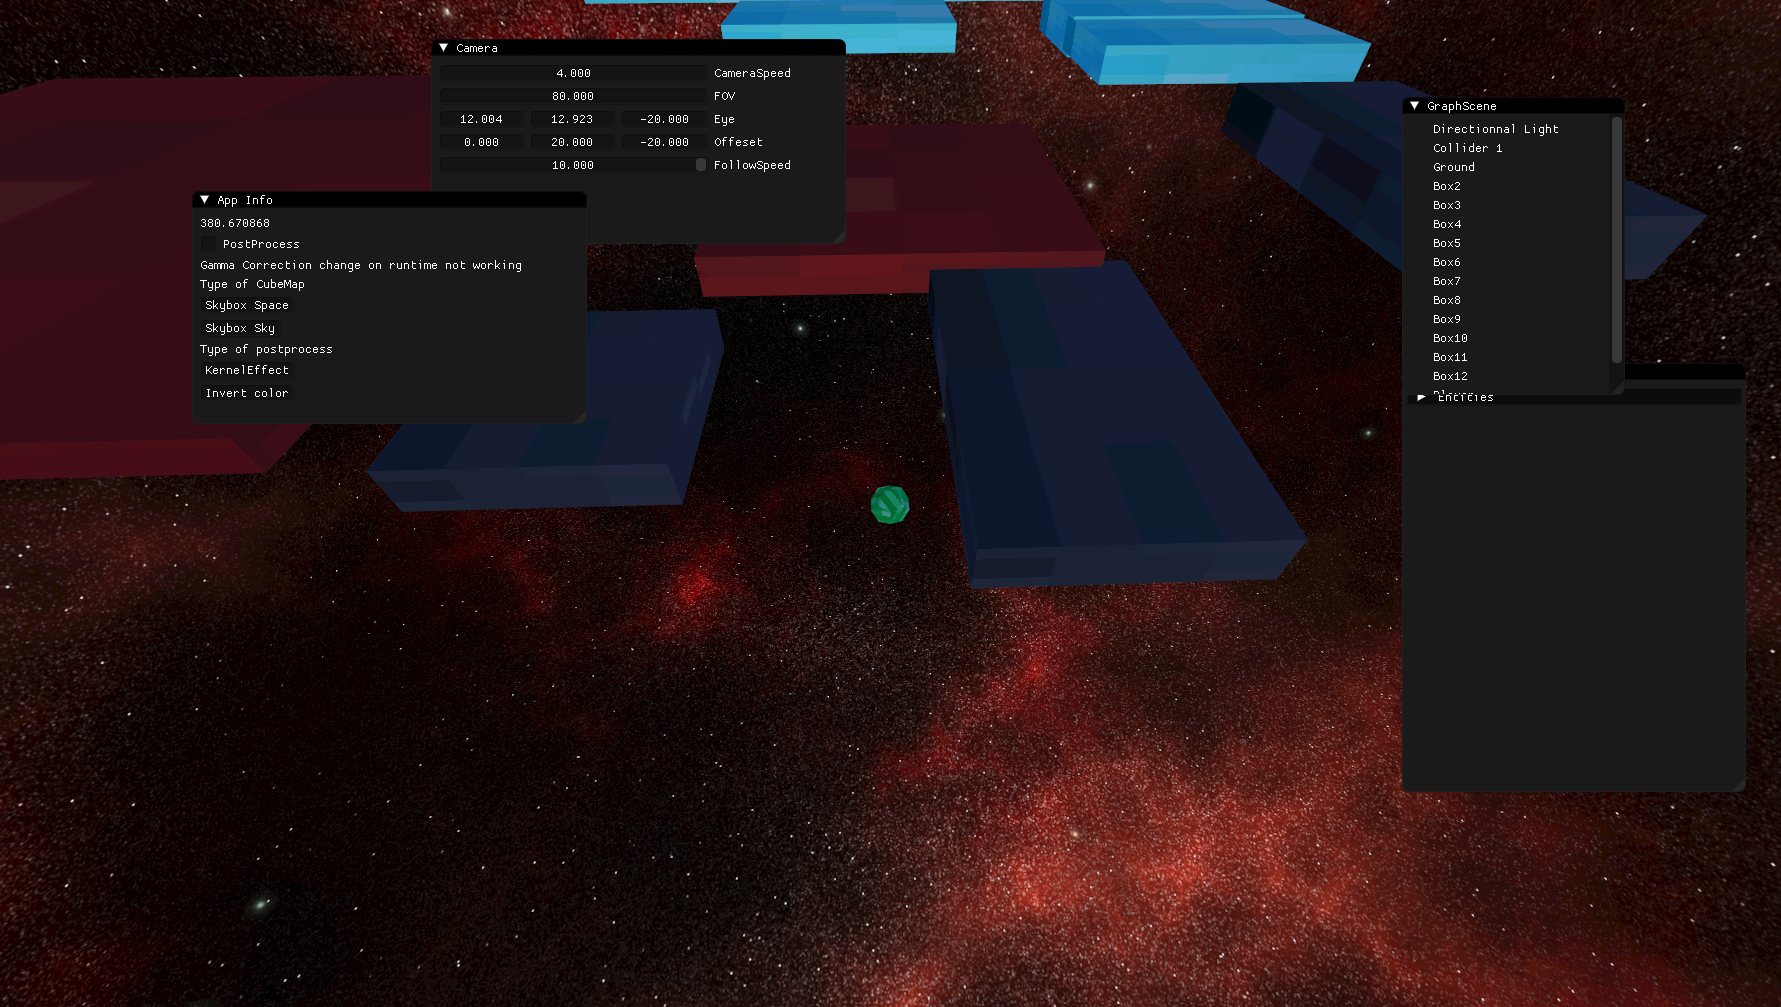 Camera
4.000 CameraSpeed
80.000 FOV
12.004 12.923 -20.000 Eye
0.000 20.000 -20.000 Offeset
10.000 FollowSpeed
App Info
380.670868
PostProcess
Gamma Correction change on runtime not working
Type of CubeMap
Skybox Space
Skybox Sky
Type of postprocess
KernelEffect
Invert color
GraphScene
Directionnal Light
Collider 1
Ground
Box2
Box3
Box4
Box5
Box6
Box7
Box8
Box9
Box10
Box11
Box12
Entities